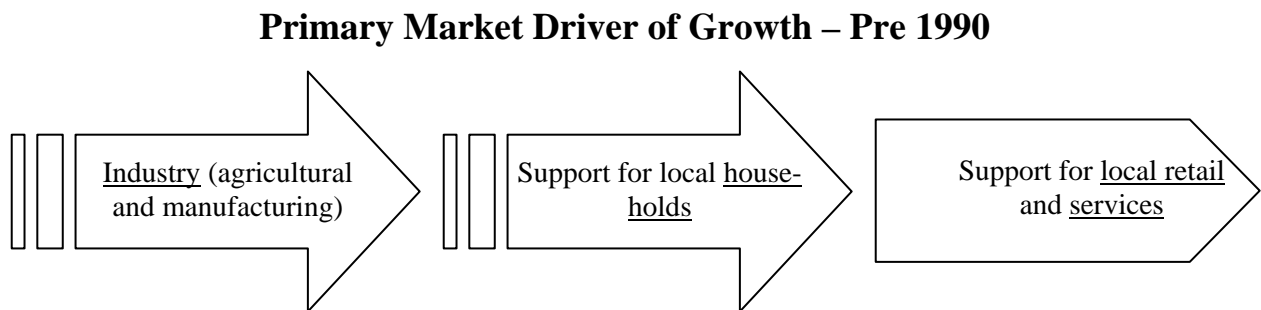 Primary Market Driver of Growth – Pre 1990
Industry (agricultural
and manufacturing)
Support for local house-
holds
Support for local retail
and services